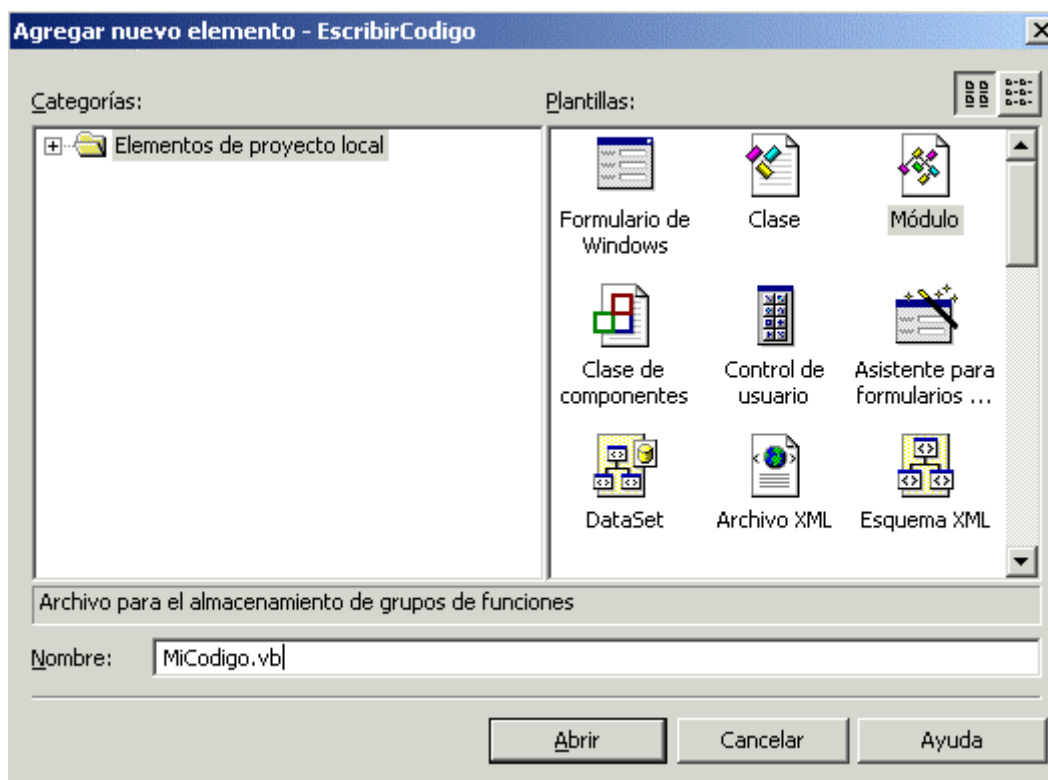 Agregar nuevo elemento - EscribirCodigo
Categorías:
Plantillas:
Elementos de proyecto local
Formulario de
Windows
Clase
Módulo
Clase de
componentes
Control de
usuario
Asistente para
formularios ...
DataSet
Archivo XML
Esquema XML
Archivo para el almacenamiento de grupos de funciones
Nombre:
MiCodigo.vb
Abrir
Cancelar
Ayuda